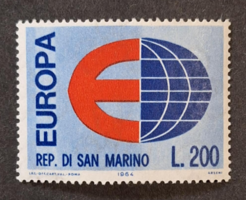 EUROPA
REP. DI SAN MARINO
L.200
1964